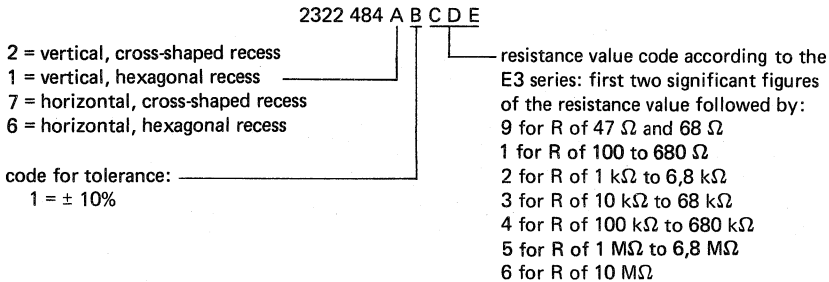 2322 484 A B C D E
2 = vertical, cross-shaped recess
1 = vertical, hexagonal recess
7 = horizontal, cross-shaped recess
6 = horizontal, hexagonal recess
code for tolerance:
1 = ± 10%
resistance value code according to the
E3 series: first two significant figures
of the resistance value followed by:
9 for R of 47 Ω and 68 Ω
1 for R of 100 to 680 Ω
2 for R of 1 kΩ to 6,8 kΩ
3 for R of 10 kΩ to 68 kΩ
4 for R of 100 kΩ to 680 kΩ
5 for R of 1 MΩ to 6,8 MΩ
6 for R of 10 MΩ